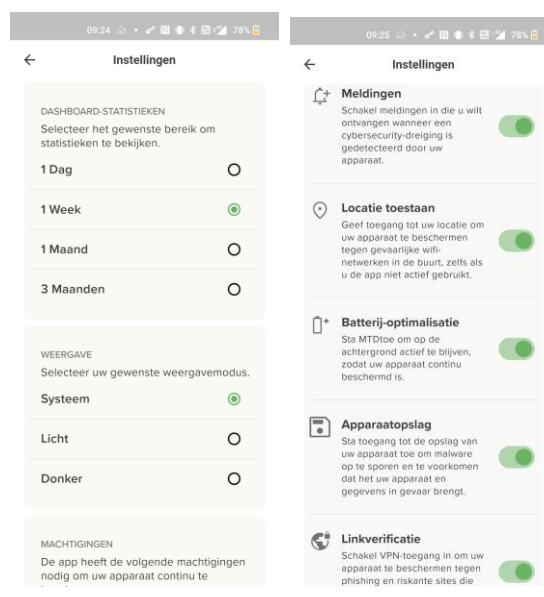 09:24
78%
Instellingen
DASHBOARD-STATISTIEKEN
Selecteer het gewenste bereik om
statistieken te bekijken.
1 Dag
1 Week
1 Maand
3 Maanden
WEERGAVE
Selecteer uw gewenste weergavemodus.
Systeem
Licht
Donker
MACHTIGINGEN
De app heeft de volgende machtigingen
nodig om uw apparaat continu te
09:25
78%
Instellingen
Meldingen
Schakel meldingen in die u wilt
ontvangen wanneer een
cybersecurity-dreiging is
gedetecteerd door uw
apparaat.
Locatie toestaan
Geef toegang tot uw locatie om
uw apparaat te beschermen
tegen gevaarlijke wifi-
netwerken in de buurt, zelfs als
u de app niet actief gebruikt.
Batterij-optimalisatie
Sta MTDtoe om op de
achtergrond actief te blijven,
zodat uw apparaat continu
beschermd is.
Apparaatopslag
Sta toegang tot de opslag van
uw apparaat toe om malware
op te sporen en te voorkomen
dat het uw apparaat en
gegevens in gevaar brengt.
Linkverificatie
Schakel VPN-toegang in om uw
apparaat te beschermen tegen
phishing en riskante sites die